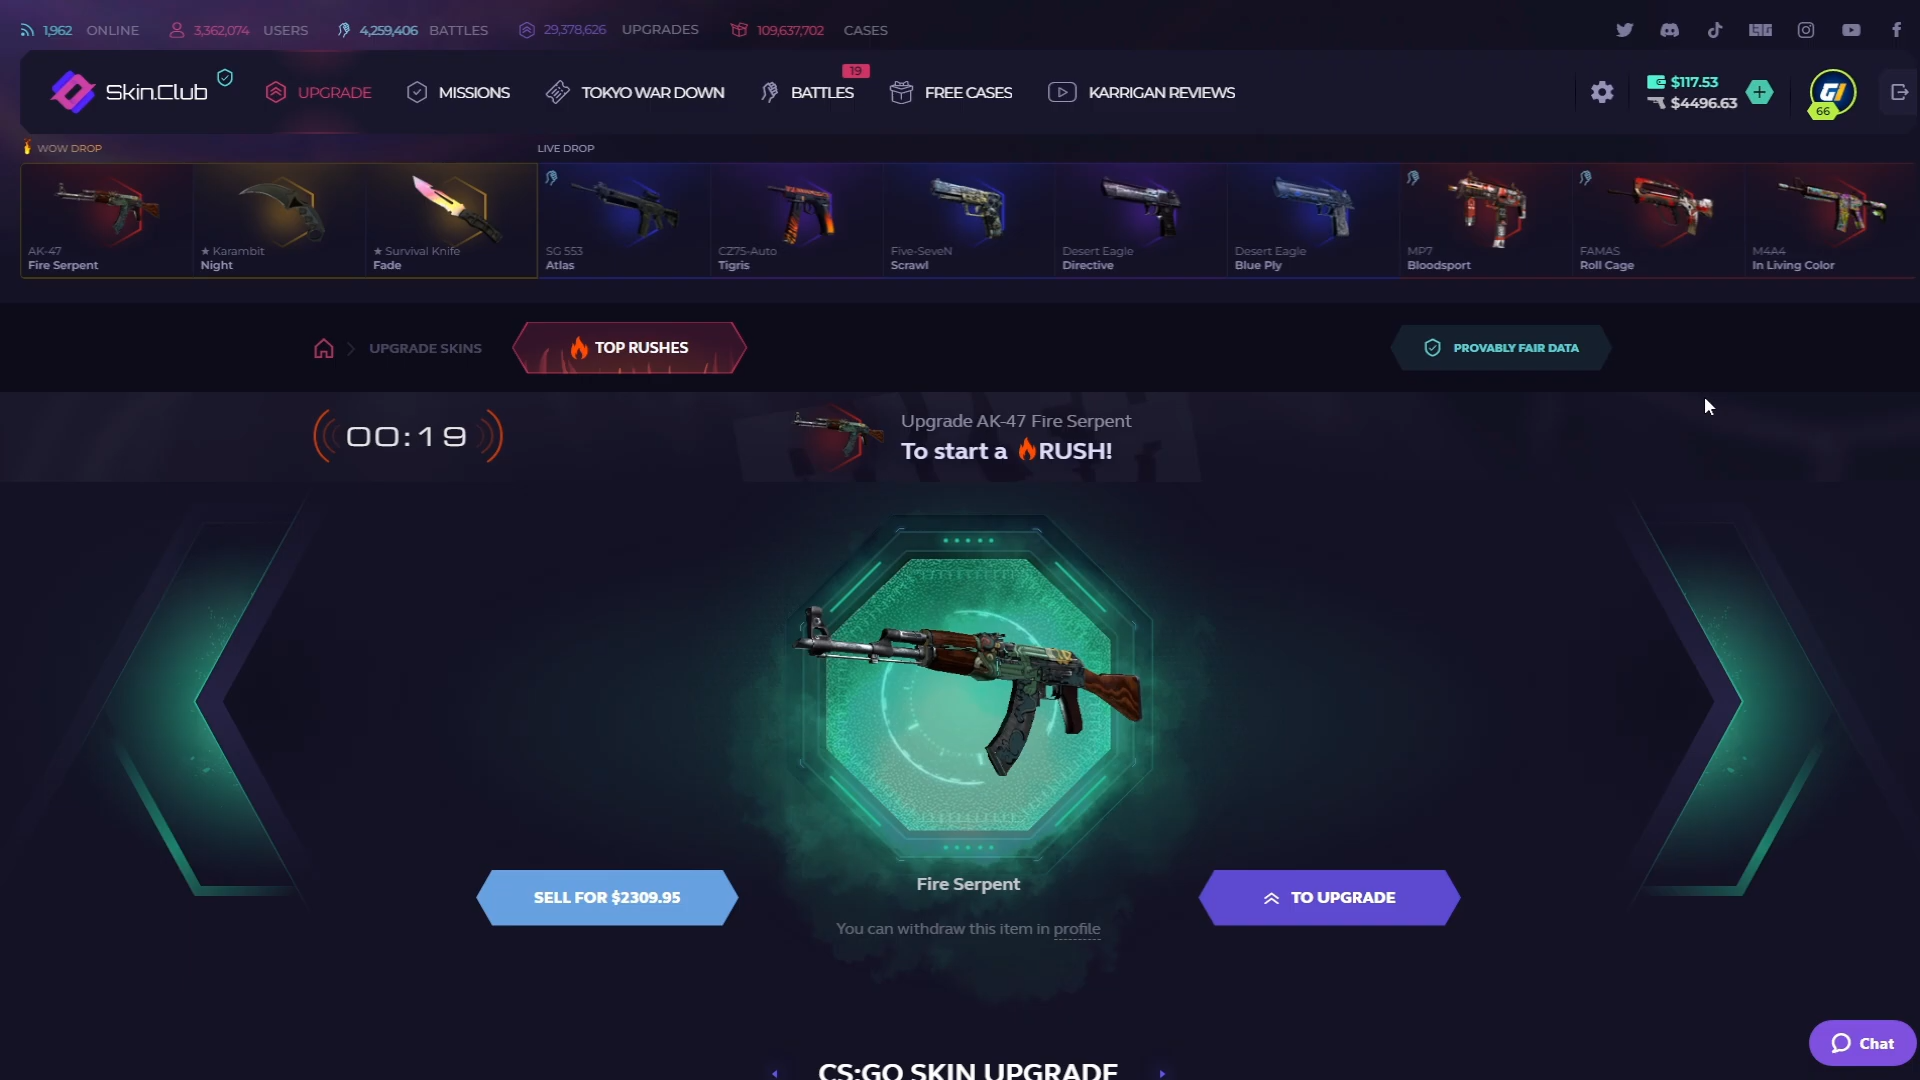 1,962 ONLINE 3,362,074 USERS 4,259,406 BATTLES 29,378,626 UPGRADES 109,637,702 CASES
Skin.Club UPGRADE MISSIONS TOKYO WAR DOWN BATTLES 19 FREE CASES KARRIGAN REVIEWS $117.53
$4496.63
GI
66
WOW DROP LIVE DROP
AK-47 ★ Karambit ★ Survival Knife SG 553 CZ75-Auto Five-SeveN Desert Eagle Desert Eagle MP7 FAMAS M4A4
Fire Serpent Night Fade Atlas Tigris Scrawl Directive Blue Ply Bloodsport Roll Cage In Living Color
UPGRADE SKINS TOP RUSHES PROVABLY FAIR DATA
00:19
Upgrade AK-47 Fire Serpent
To start a RUSH!
Fire Serpent
SELL FOR $2309.95 TO UPGRADE
You can withdraw this item in profile
Chat
CS:GO SKIN UPGRADE